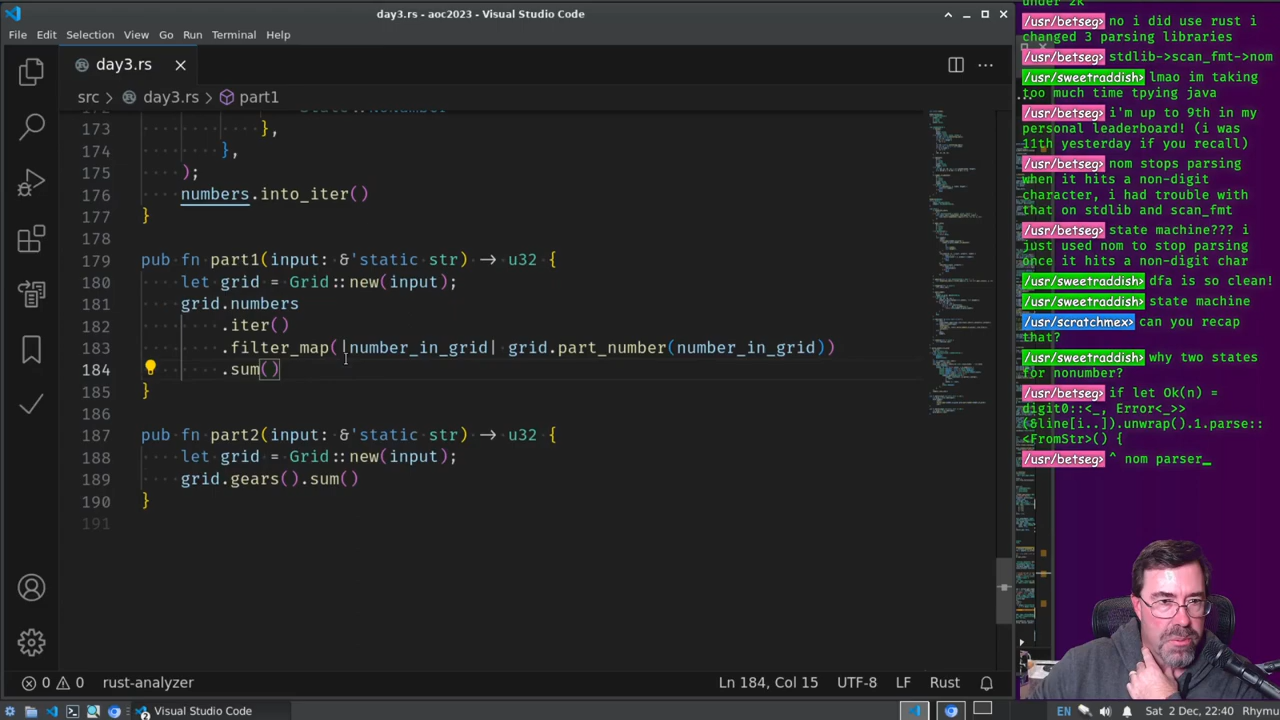 day3.rs - aoc2023 - Visual Studio Code
File Edit Selection View Go Run Terminal Help
day3.rs
src > day3.rs > part1
173 },
174 },
175 );
176 numbers.into_iter()
177 }
178
179 pub fn part1(input: &'static str) → u32 {
180 let grid = Grid::new(input);
181 grid.numbers
182 .iter()
183 .filter_map(|number_in_grid| grid.part_number(number_in_grid))
184 .sum()
185 }
186
187 pub fn part2(input: &'static str) → u32 {
188 let grid = Grid::new(input);
189 grid.gears().sum()
190 }
191
0 0 rust-analyzer Ln 184, Col 15 UTF-8 LF Rust
Visual Studio Code EN Sat 2 Dec, 22:40 Rhymu
under 2k
/usr/betseg> no i did use rust i
changed 3 parsing libraries
/usr/betseg> stdlib->scan_fmt->nom
/usr/sweetraddish> lmao im taking
too much time tpying java
/usr/betseg> i'm up to 9th in my
personal leaderboard! (i was
11th yesterday if you recall)
/usr/betseg> nom stops parsing
when it hits a non-digit
character, i had trouble with
that on stdlib and scan_fmt
/usr/betseg> state machine??? i
just used nom to stop parsing
once it hits a non-digit char
/usr/sweetraddish> dfa is so clean!
/usr/sweetraddish> state machine
/usr/scratchmex> can you recap
that?
/usr/sweetraddish> why two states
for nonumber?
/usr/betseg> if let Ok(n) =
digit0::<_, Error<_>>
(&line[i..]).unwrap().1.parse::
<FromStr>() {
/usr/betseg> ^ nom parser_